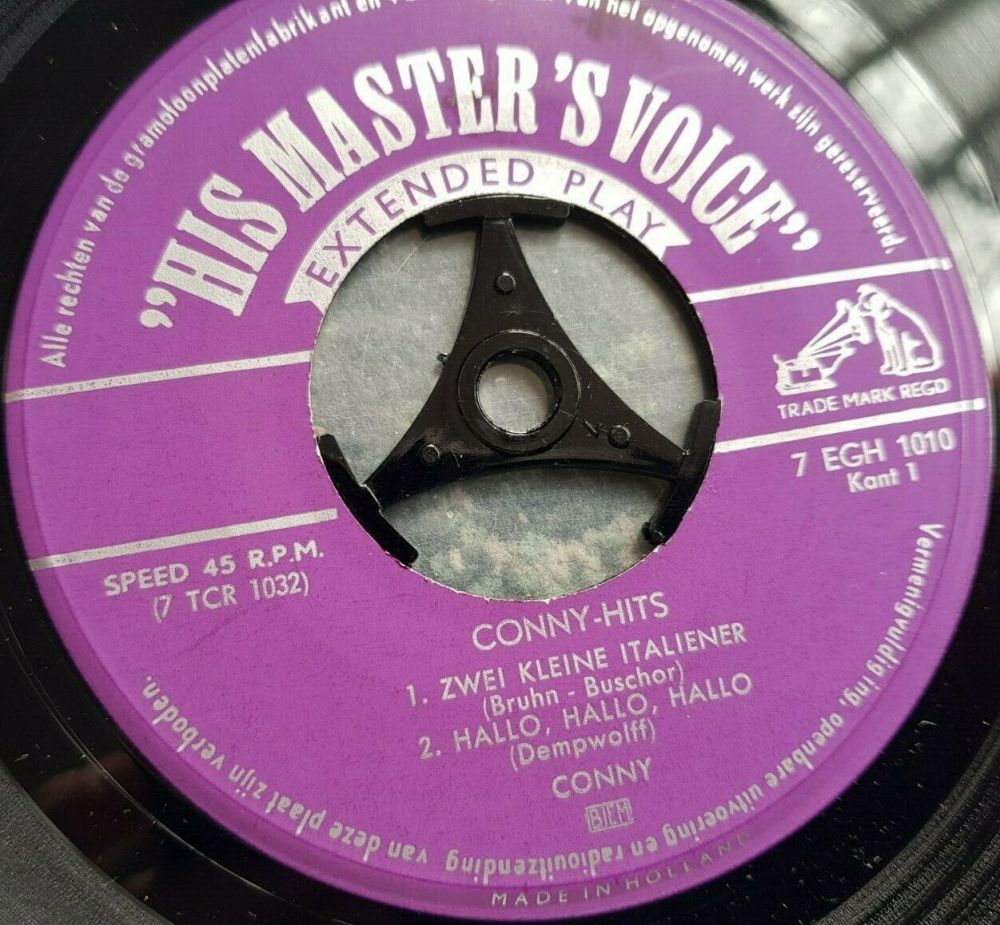 Alle rechten van de gramofoonplatenfabrikant en van
van het opgenomen werk zijn gereserveerd.
"HIS MASTER'S VOICE"
EXTENDED PLAY
TRADE MARK REGD
7 EGH 1010
Kant 1
SPEED 45 R.P.M.
(7 TCR 1032)
CONNY-HITS
1. ZWEI KLEINE ITALIENER
(Bruhn - Buschor)
2. HALLO, HALLO, HALLO
(Dempwolff)
CONNY
BIEM
Vermenigvuldiging, openbare uitvoering en radiouitzending van deze plaat zijn verboden.
MADE IN HOLLAND